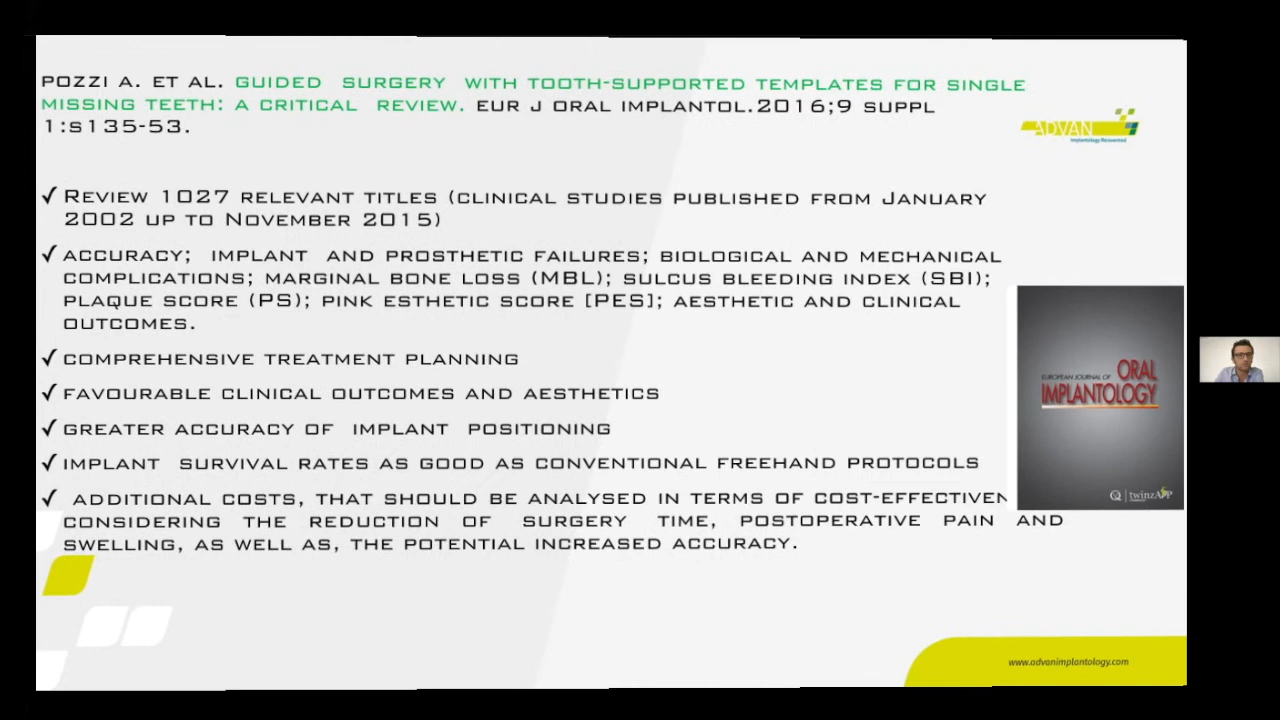 POZZI A. ET AL. GUIDED SURGERY WITH TOOTH-SUPPORTED TEMPLATES FOR SINGLE
MISSING TEETH: A CRITICAL REVIEW. EUR J ORAL IMPLANTOL.2016;9 SUPPL
1:S135-53.
ADVAN
Implantology Reinvented
✓ REVIEW 1027 RELEVANT TITLES (CLINICAL STUDIES PUBLISHED FROM JANUARY
2002 UP TO NOVEMBER 2015)
✓ ACCURACY; IMPLANT AND PROSTHETIC FAILURES; BIOLOGICAL AND MECHANICAL
COMPLICATIONS; MARGINAL BONE LOSS (MBL); SULCUS BLEEDING INDEX (SBI);
PLAQUE SCORE (PS); PINK ESTHETIC SCORE [PES]; AESTHETIC AND CLINICAL
OUTCOMES.
✓ COMPREHENSIVE TREATMENT PLANNING
✓ FAVOURABLE CLINICAL OUTCOMES AND AESTHETICS
✓ GREATER ACCURACY OF IMPLANT POSITIONING
✓ IMPLANT SURVIVAL RATES AS GOOD AS CONVENTIONAL FREEHAND PROTOCOLS
✓ ADDITIONAL COSTS, THAT SHOULD BE ANALYSED IN TERMS OF COST-EFFECTIVEN
CONSIDERING THE REDUCTION OF SURGERY TIME, POSTOPERATIVE PAIN AND
SWELLING, AS WELL AS, THE POTENTIAL INCREASED ACCURACY.
EUROPEAN JOURNAL OF ORAL
IMPLANTOLOGY
twinzApp
www.advanimplantology.com